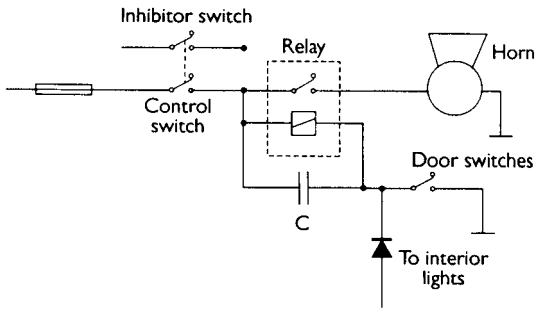 Inhibitor switch
Relay
Horn
Control
switch
Door switches
C
To interior
lights